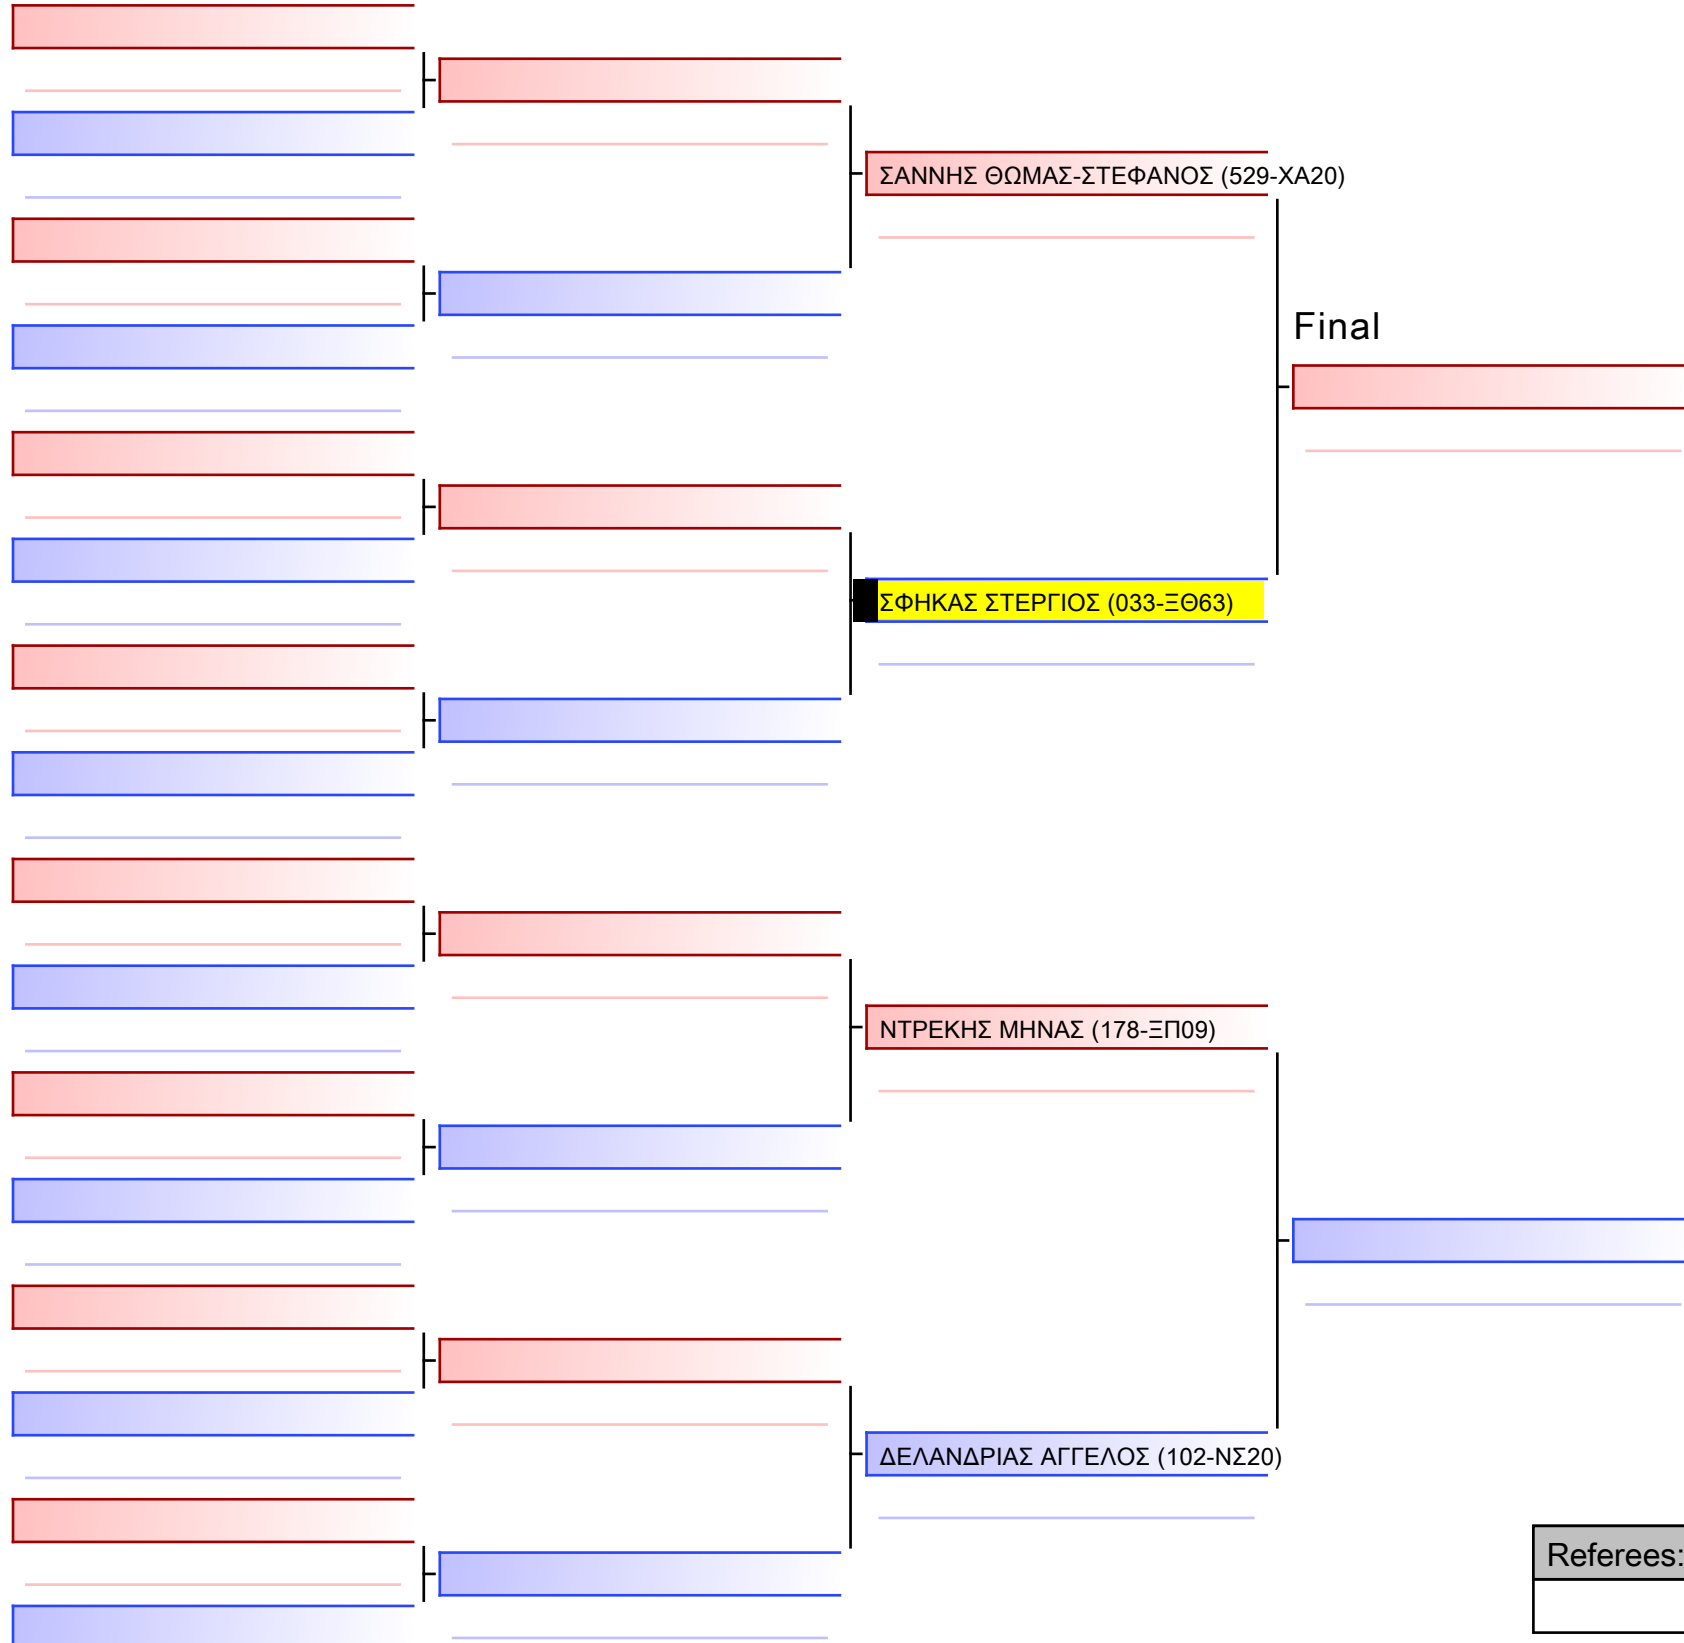 ΣΑΝΝΗΣ ΘΩΜΑΣ-ΣΤΕΦΑΝΟΣ (529-ΧΑ20)
Final
ΣΦΗΚΑΣ ΣΤΕΡΓΙΟΣ (033-ΞΘ63)
ΝΤΡΕΚΗΣ ΜΗΝΑΣ (178-ΞΠ09)
ΔΕΛΑΝΔΡΙΑΣ ΑΓΓΕΛΟΣ (102-ΝΣ20)
Referees: